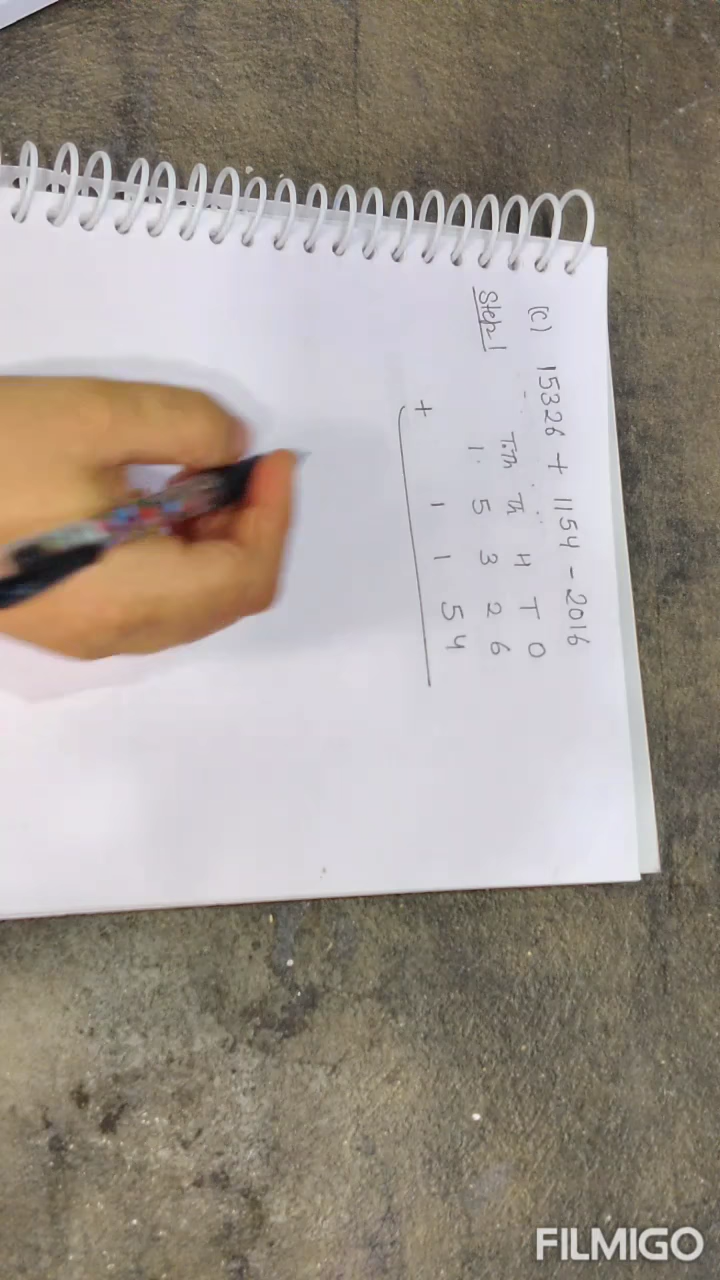 (c) 15326 + 1154 - 2016
Step-1
T.Th Th H T O
1 5 3 2 6
+ 1 1 5 4
FILMIGO